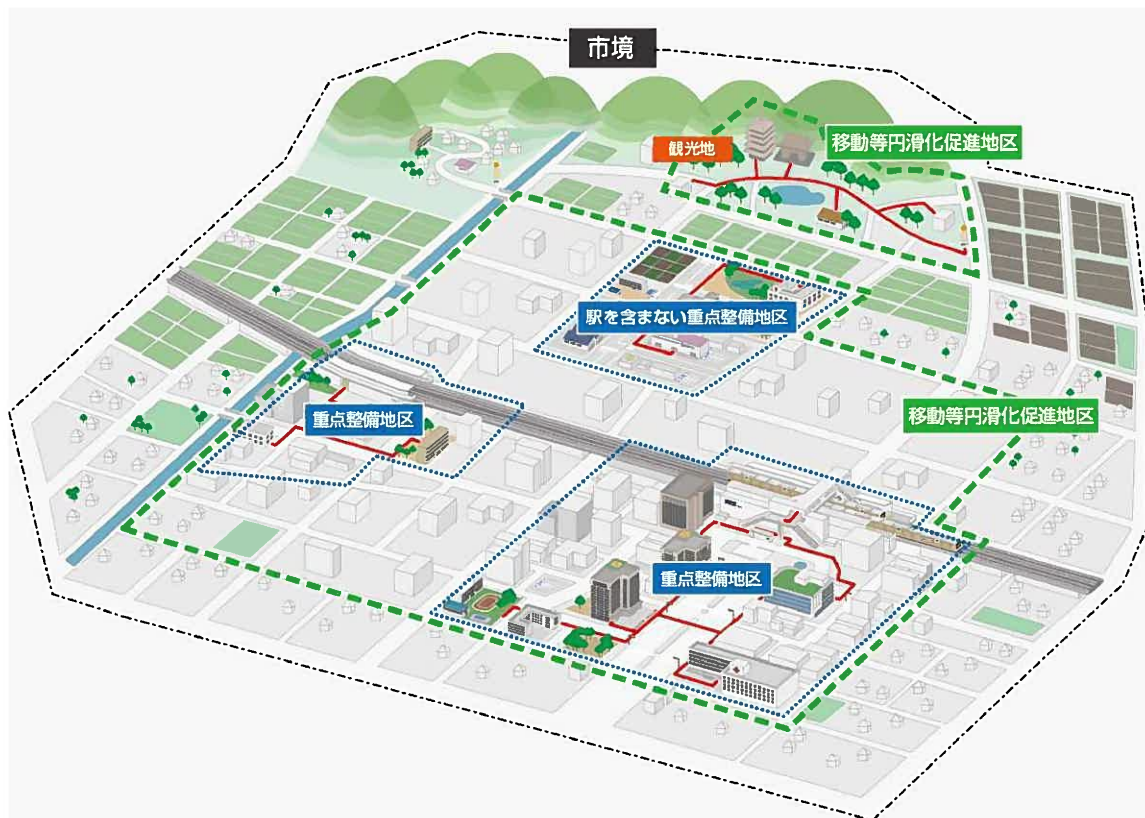 市境
移動等円滑化促進地区
観光地
駅を含まない重点整備地区
移動等円滑化促進地区
重点整備地区
重点整備地区